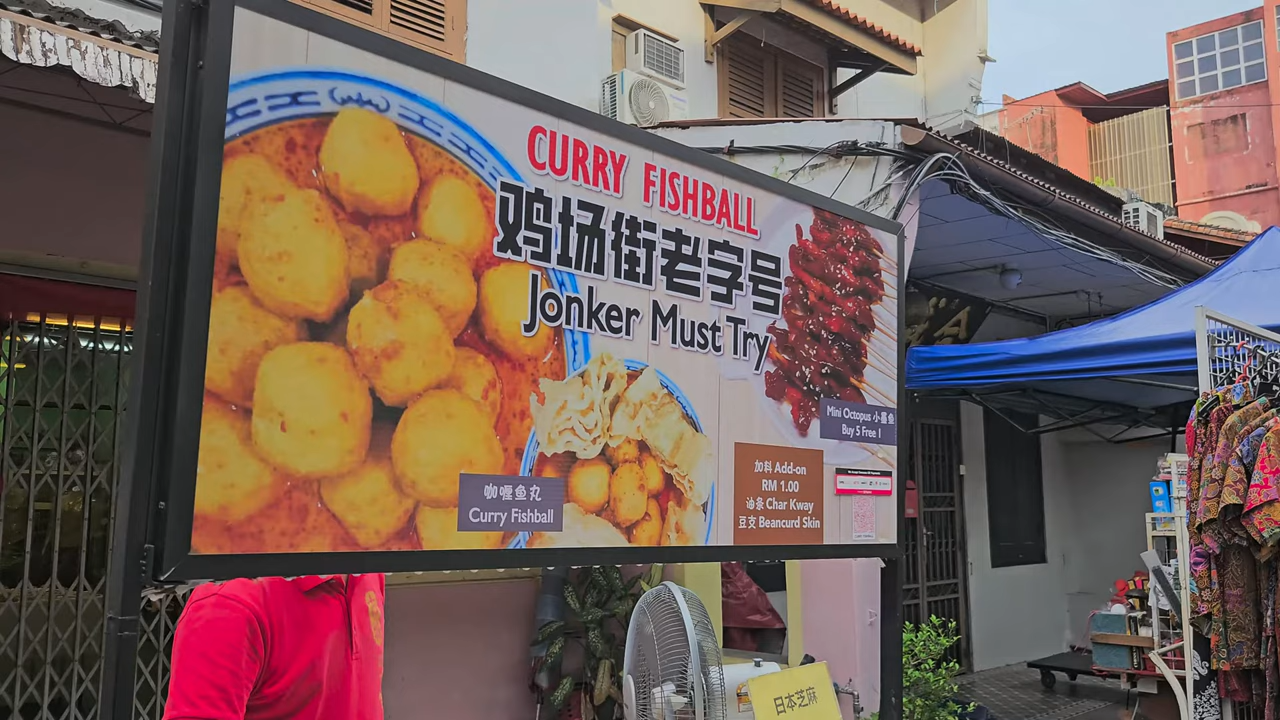 CURRY FISHBALL
鸡场街老字号
Jonker Must Try
Mini Octopus 小墨鱼
Buy 5 Free 1
咖喱鱼丸
Curry Fishball
加料 Add-on
RM 1.00
油条 Char Kway
豆支 Beancurd Skin
日本芝麻